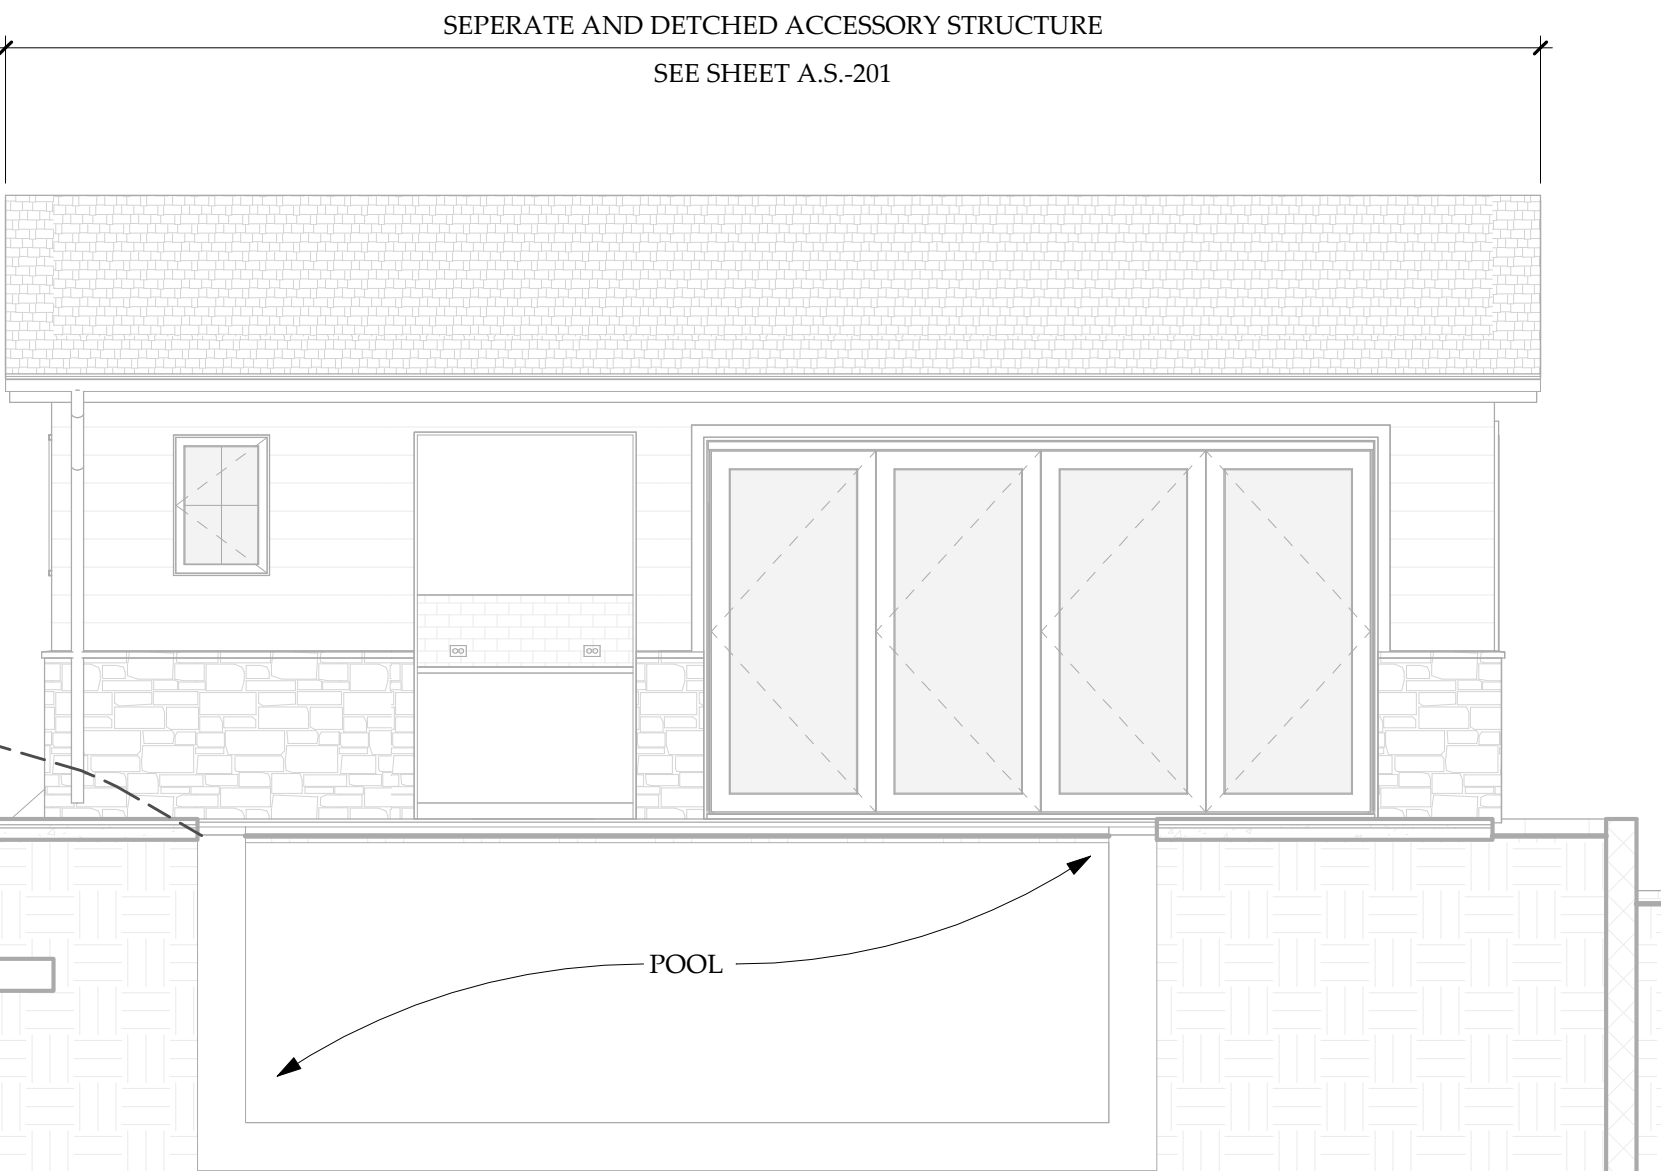 SEPERATE AND DETCHED ACCESSORY STRUCTURE
SEE SHEET A.S.-201
POOL